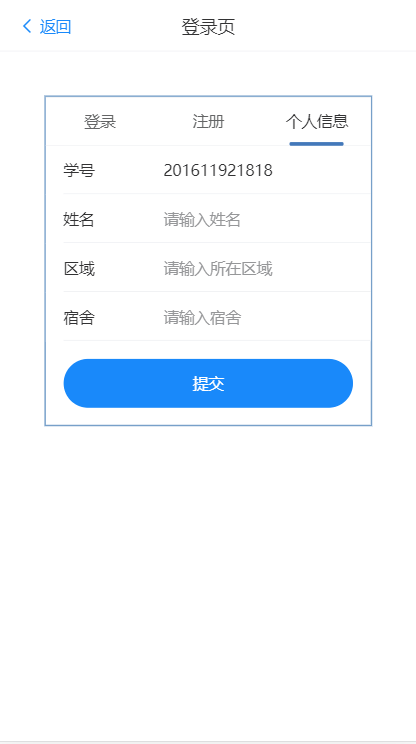 返回 登录页
登录 注册 个人信息
学号 201611921818
姓名 请输入姓名
区域 请输入所在区域
宿舍 请输入宿舍
提交